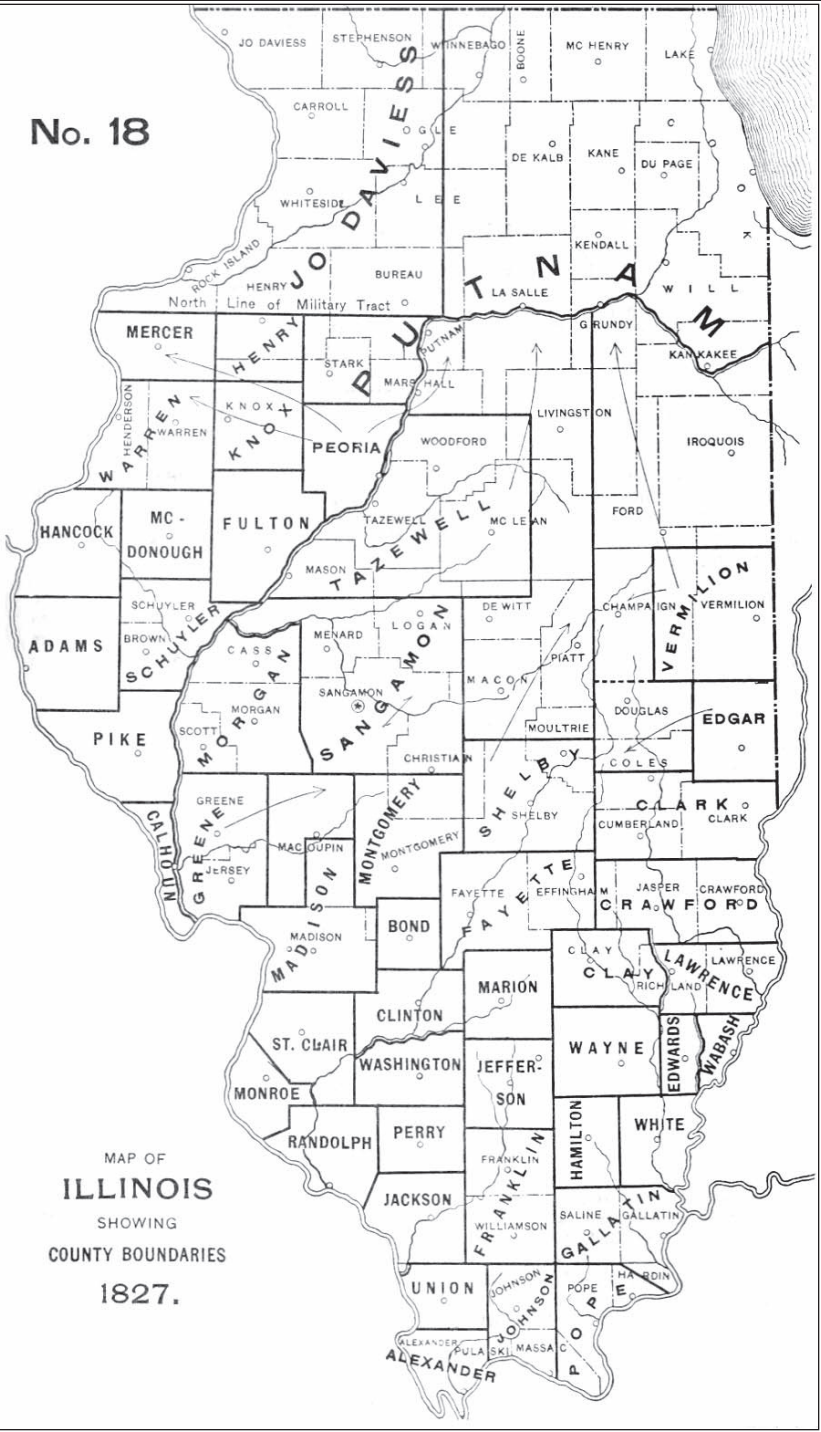 No. 18
JO DAVIESS
STEPHENSON
WINNEBAGO
BOONE
MC HENRY
LAKE
CARROLL
OGLE
JO DAVIESS
DE KALB
KANE
COOK
DU PAGE
WHITESIDE
LEE
KENDALL
ROCK ISLAND
HENRY
BUREAU
LA SALLE
WILL
PUTNAM
North Line of Military Tract
MERCER
HENRY
STARK
PUTNAM
GRUNDY
KANKAKEE
MARSHALL
HENDERSON
WARREN
WARREN
KNOX
KNOX
PEORIA
WOODFORD
LIVINGSTON
IROQUOIS
HANCOCK
MC-
DONOUGH
FULTON
TAZEWELL
MC LEAN
FORD
MASON
TAZEWELL
ADAMS
SCHUYLER
BROWN
SCHUYLER
CASS
MENARD
LOGAN
DE WITT
CHAMPAIGN
VERMILION
VERMILION
PIATT
MACON
SANGAMON
SANGAMON
MORGAN
MORGAN
SCOTT
PIKE
MOULTRIE
DOUGLAS
EDGAR
CHRISTIAN
COLES
SHELBY
SHELBY
CLARK
CLARK
CUMBERLAND
CALHOUN
GREENE
GREENE
JERSEY
MACOUPIN
MONTGOMERY
MONTGOMERY
FAYETTE
EFFINGHAM
FAYETTE
JASPER
CRAWFORD
CRAWFORD
MADISON
MADISON
BOND
CLAY
CLAY
RICHLAND
LAWRENCE
LAWRENCE
MARION
CLINTON
ST. CLAIR
WASHINGTON
JEFFER-
SON
WAYNE
EDWARDS
WABASH
MONROE
RANDOLPH
PERRY
HAMILTON
WHITE
FRANKLIN
FRANKLIN
JACKSON
WILLIAMSON
SALINE
GALLATIN
GALLATIN
UNION
JOHNSON
JOHNSON
POPE
POPE
HARDIN
ALEXANDER
PULASKI
MASSAC
ALEXANDER
MAP OF
ILLINOIS
SHOWING
COUNTY BOUNDARIES
1827.